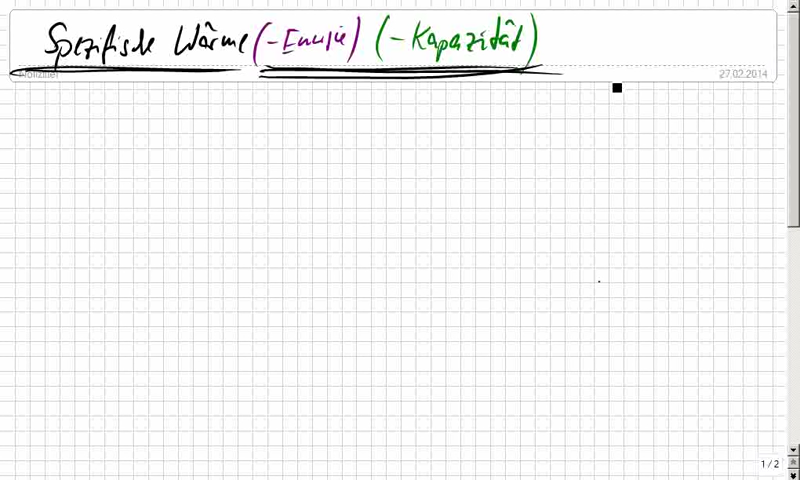 Spezifische Wärme (-Energie) (-Kapazität)
27.02.2014
1 / 2